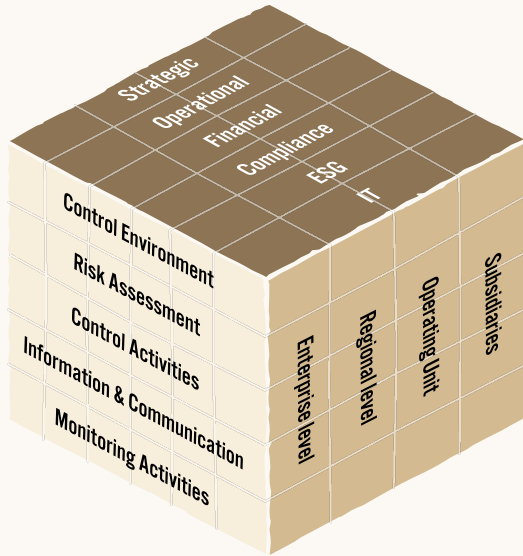 Strategic
Operational
Financial
Compliance
ESG
IT
Control Environment
Risk Assessment
Control Activities
Information & Communication
Monitoring Activities
Enterprise level
Regional level
Operating Unit
Subsidiaries